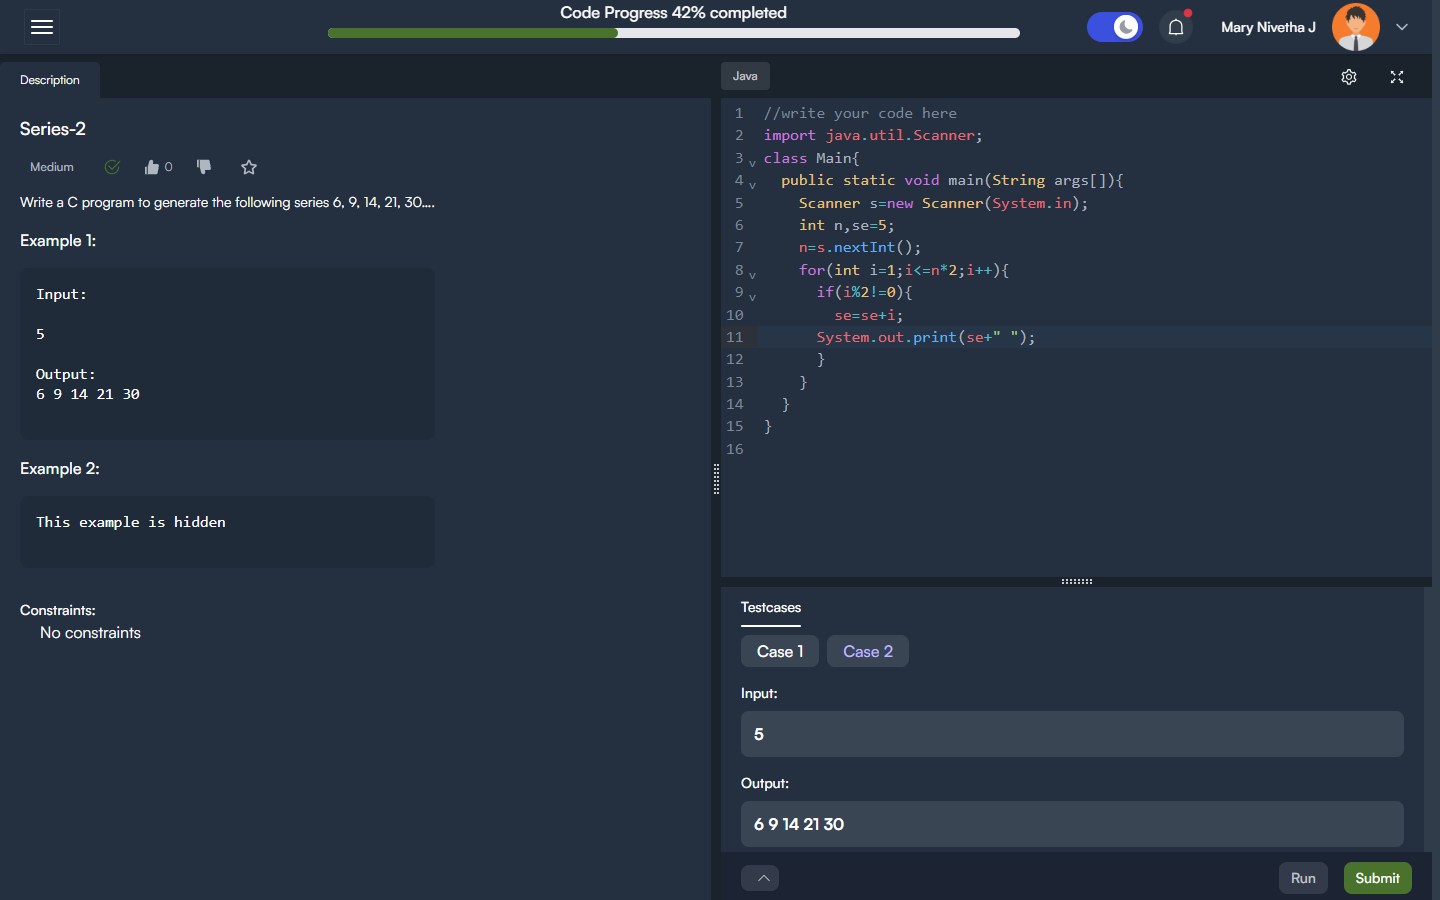 Code Progress 42% completed
Mary Nivetha J
Description
Series-2
Medium
0
Write a C program to generate the following series 6, 9, 14, 21, 30....
Example 1:
Input:
5
Output:
6 9 14 21 30
Example 2:
This example is hidden
Constraints:
No constraints
Java
1 //write your code here
2 import java.util.Scanner;
3 class Main{
4 public static void main(String args[]){
5 Scanner s=new Scanner(System.in);
6 int n,se=5;
7 n=s.nextInt();
8 for(int i=1;i<=n*2;i++){
9 if(i%2!=0){
10 se=se+i;
11 System.out.print(se+" ");
12 }
13 }
14 }
15 }
16
Testcases
Case 1 Case 2
Input:
5
Output:
6 9 14 21 30
Run Submit